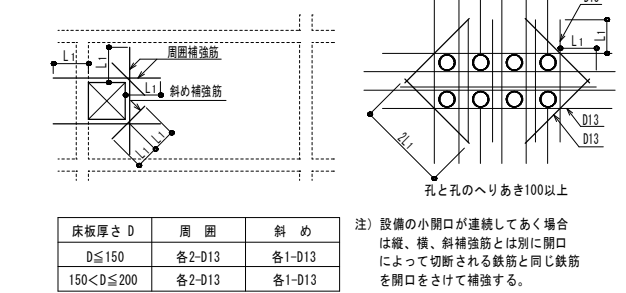 D13
周囲補強筋
L1
L1
L1
斜め補強筋
L1
L1
L1
L1
2L1
D13
D13
孔と孔のへりあき100以上
床板厚さ D 周 囲 斜 め
D≦150 各2-D13 各1-D13
150<D≦200 各2-D13 各1-D13
注) 設備の小開口が連続してあく場合
は縦、横、斜補強筋とは別に開口
によって切断される鉄筋と同じ鉄筋
を開口をさけて補強する。